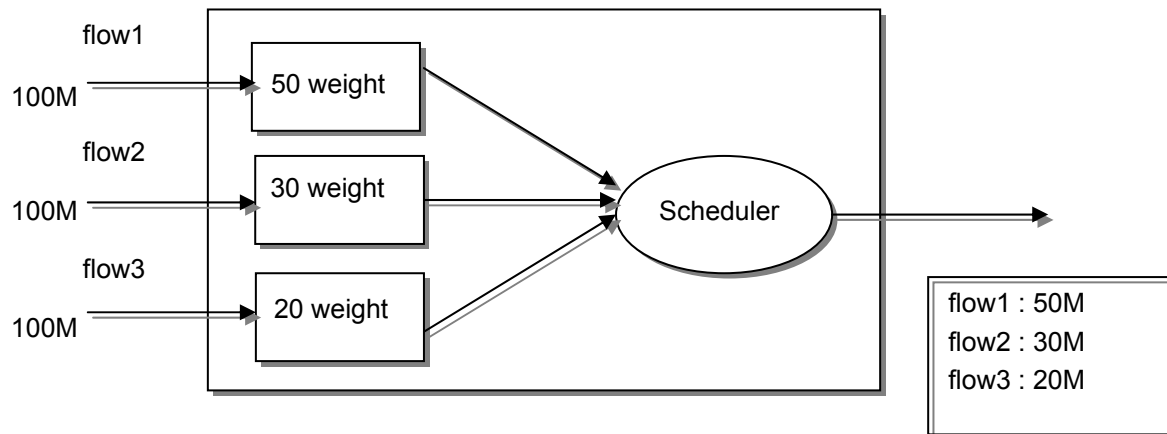 flow1
100M
50 weight
flow2
100M
30 weight
flow3
100M
20 weight
Scheduler
flow1 : 50M
flow2 : 30M
flow3 : 20M